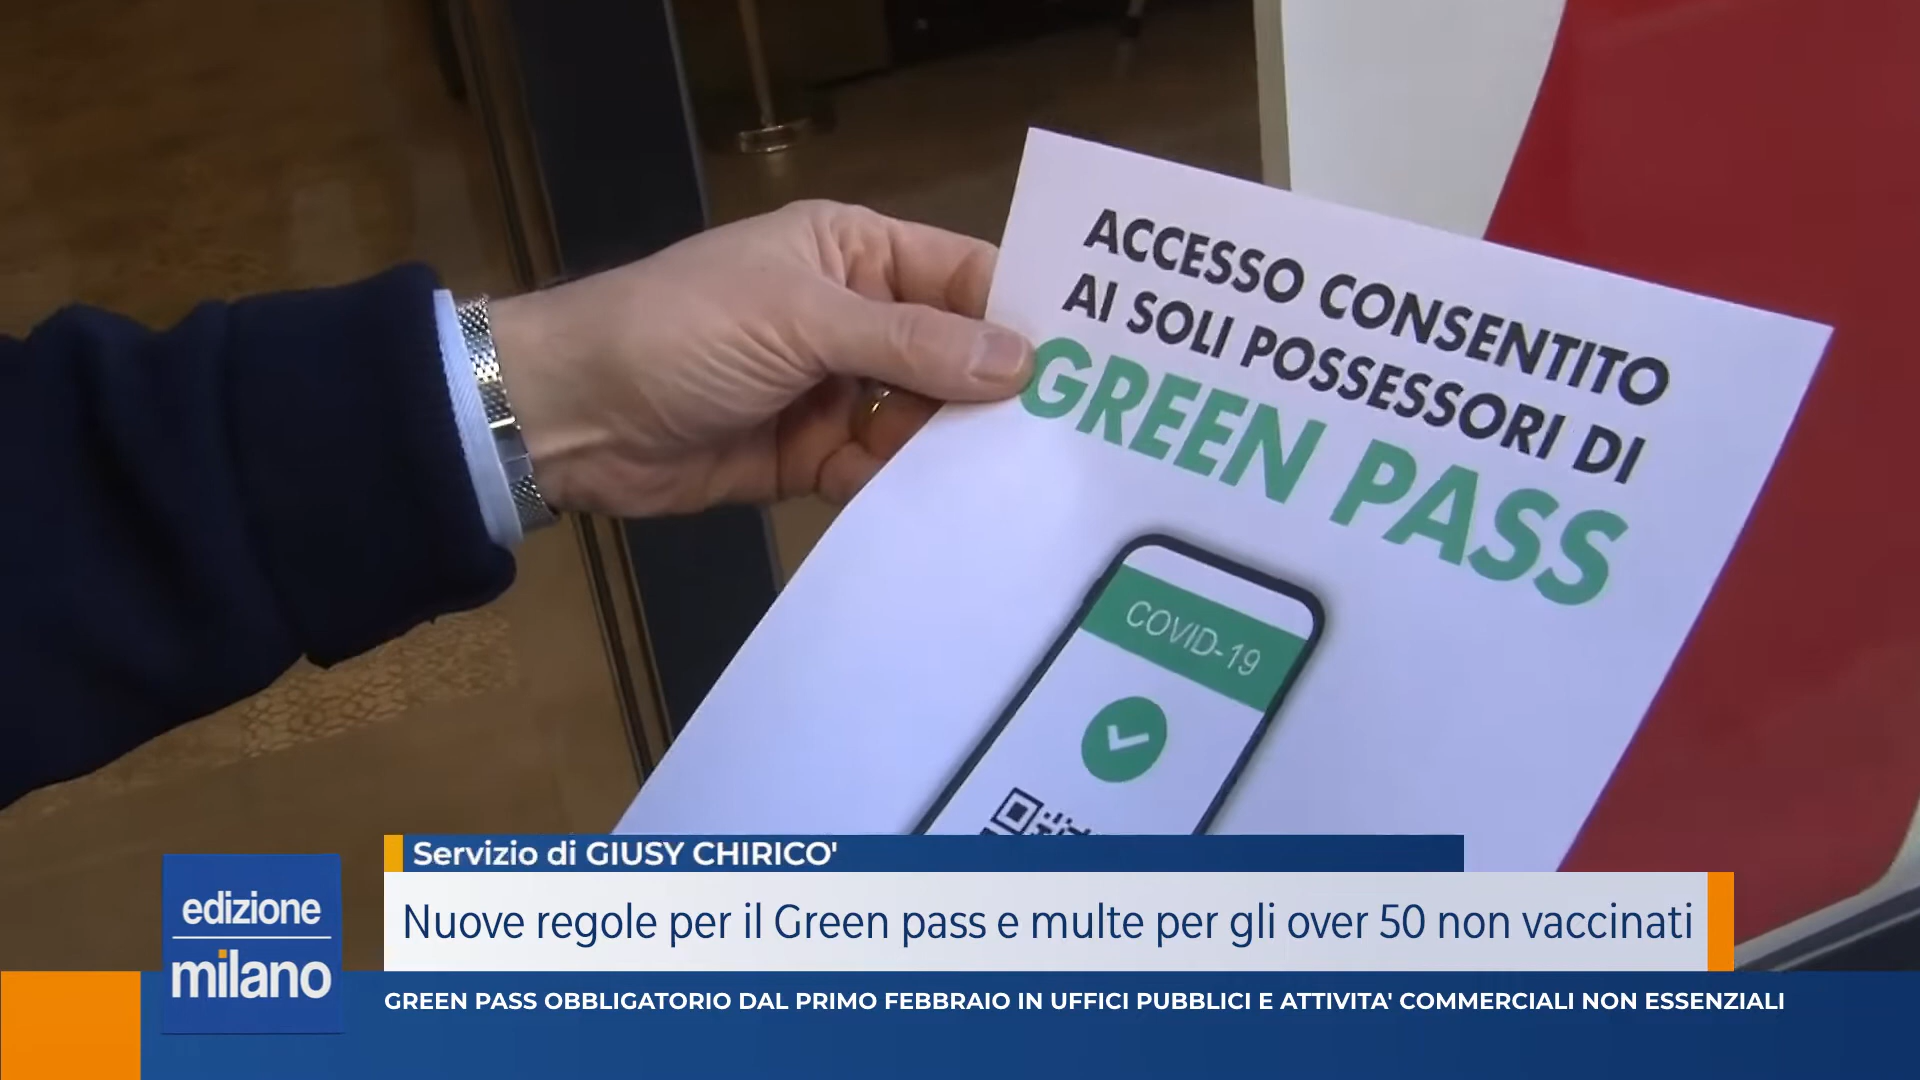 ACCESSO CONSENTITO
AI SOLI POSSESSORI DI
GREEN PASS
COVID-19
Servizio di GIUSY CHIRICO'
Nuove regole per il Green pass e multe per gli over 50 non vaccinati
edizione
milano
GREEN PASS OBBLIGATORIO DAL PRIMO FEBBRAIO IN UFFICI PUBBLICI E ATTIVITA' COMMERCIALI NON ESSENZIALI